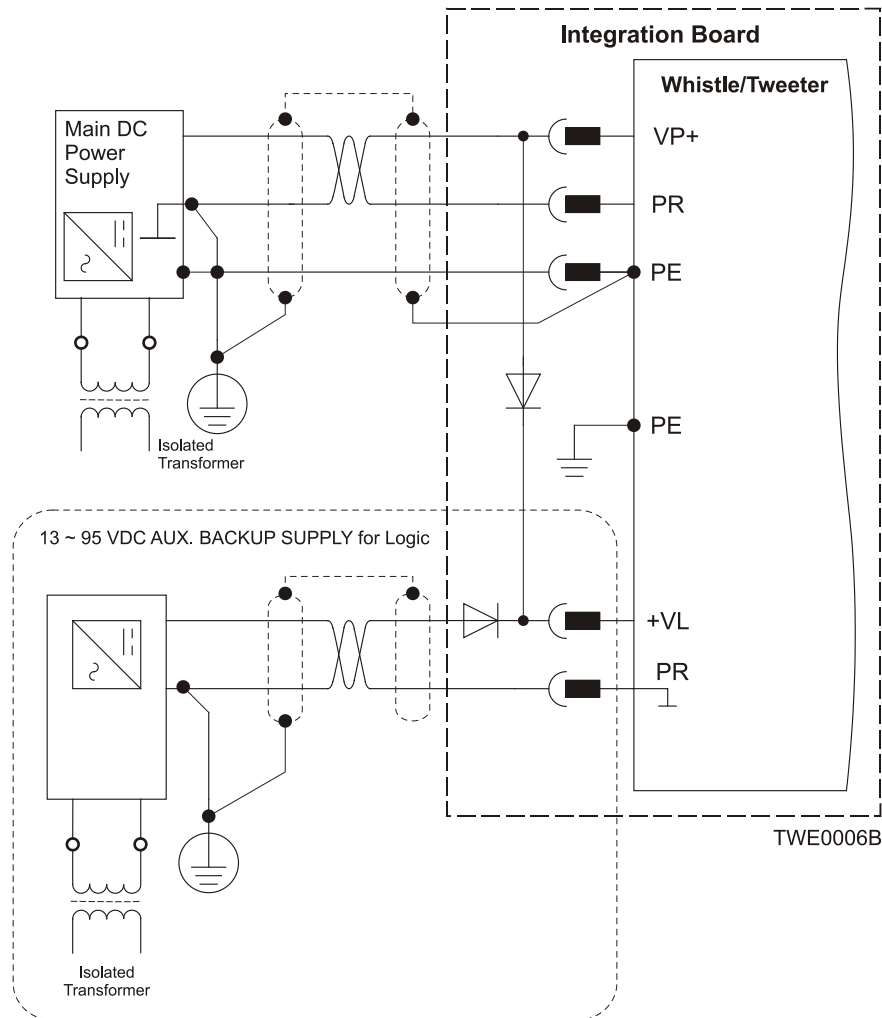 Integration Board
Whistle/Tweeter
Main DC
Power
Supply
VP+
PR
PE
Isolated
Transformer
PE
13 ~ 95 VDC AUX. BACKUP SUPPLY for Logic
+VL
PR
TWE0006B
Isolated
Transformer